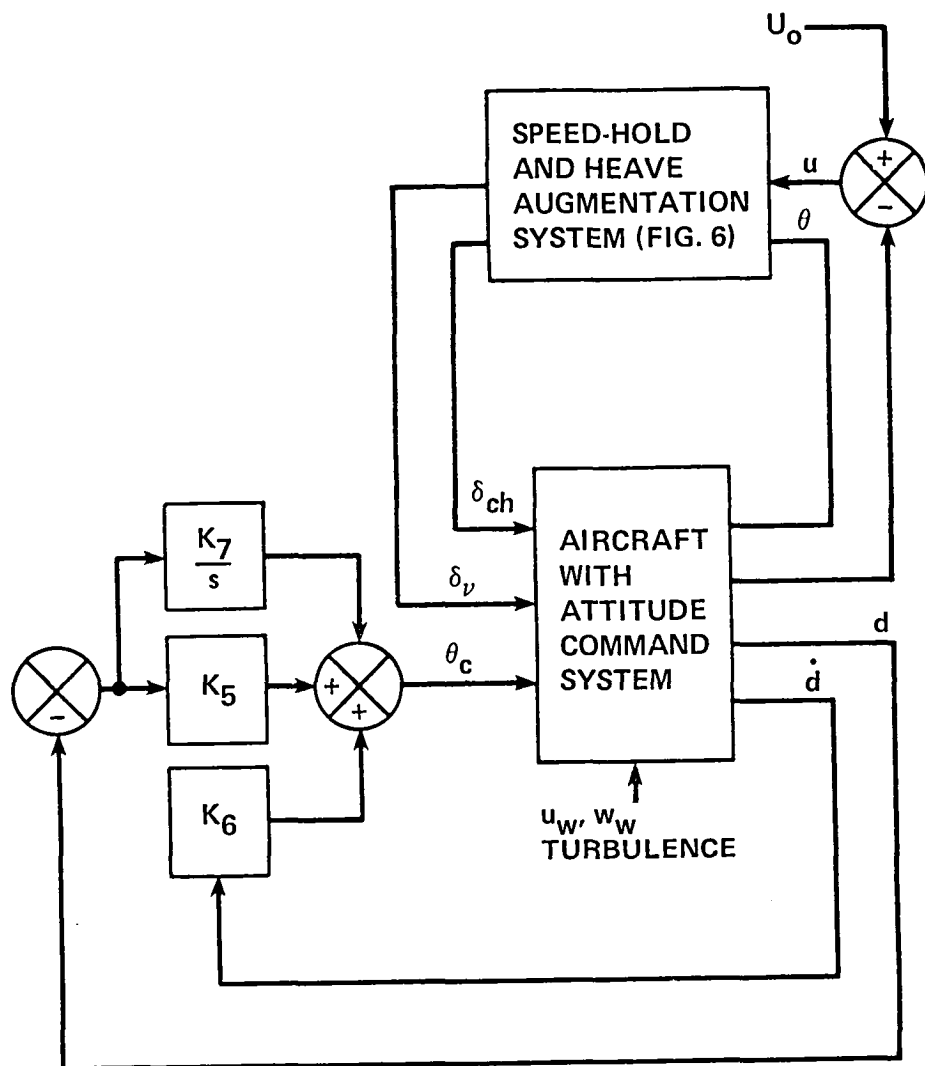 U₀
+
-
SPEED-HOLD
AND HEAVE
AUGMENTATION
SYSTEM (FIG. 6)
u
θ
δch
δν
AIRCRAFT
WITH
ATTITUDE
COMMAND
SYSTEM
d
ḋ
K7
s
K5
K6
-
+
+
θc
uw, ww
TURBULENCE